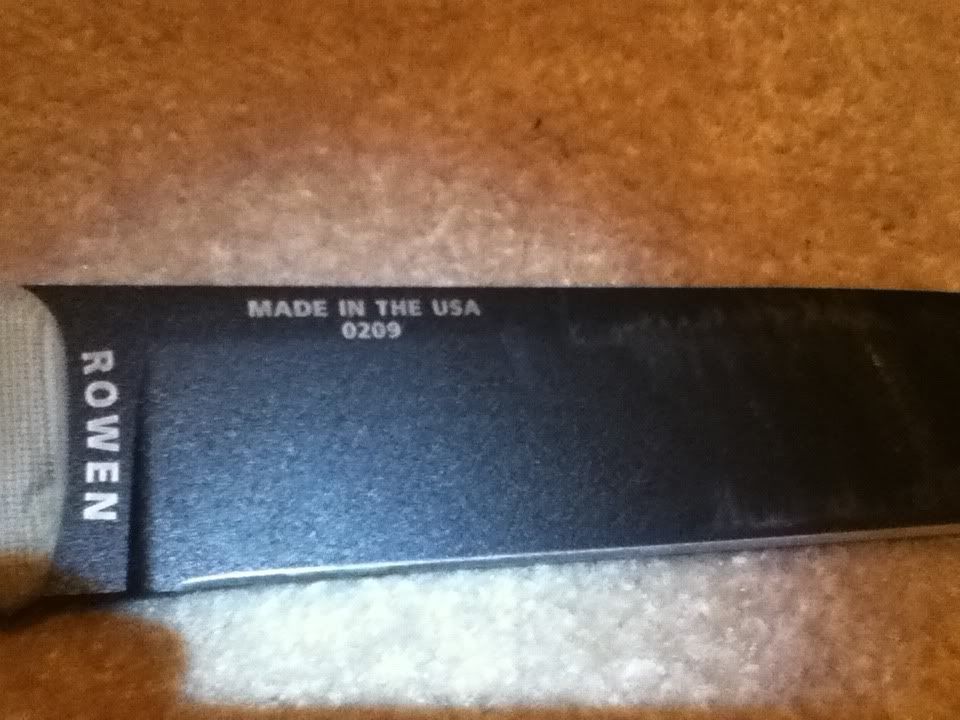 MADE IN THE USA
0209
ROWEN